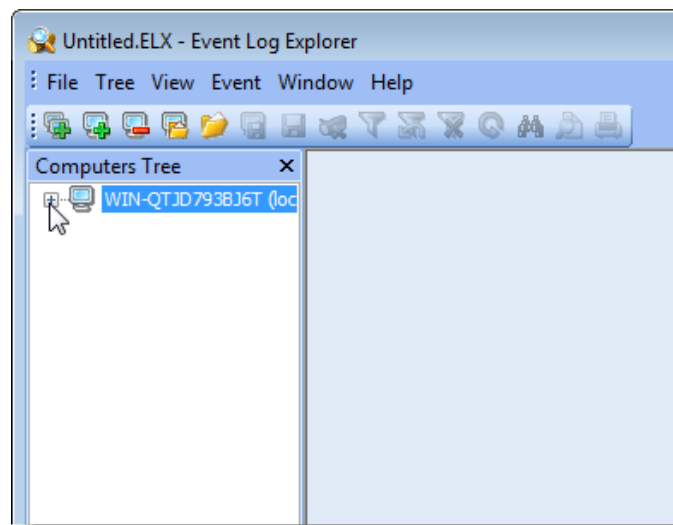 Untitled.ELX - Event Log Explorer
File Tree View Event Window Help
Computers Tree
WIN-QTJD793BJ6T (loc